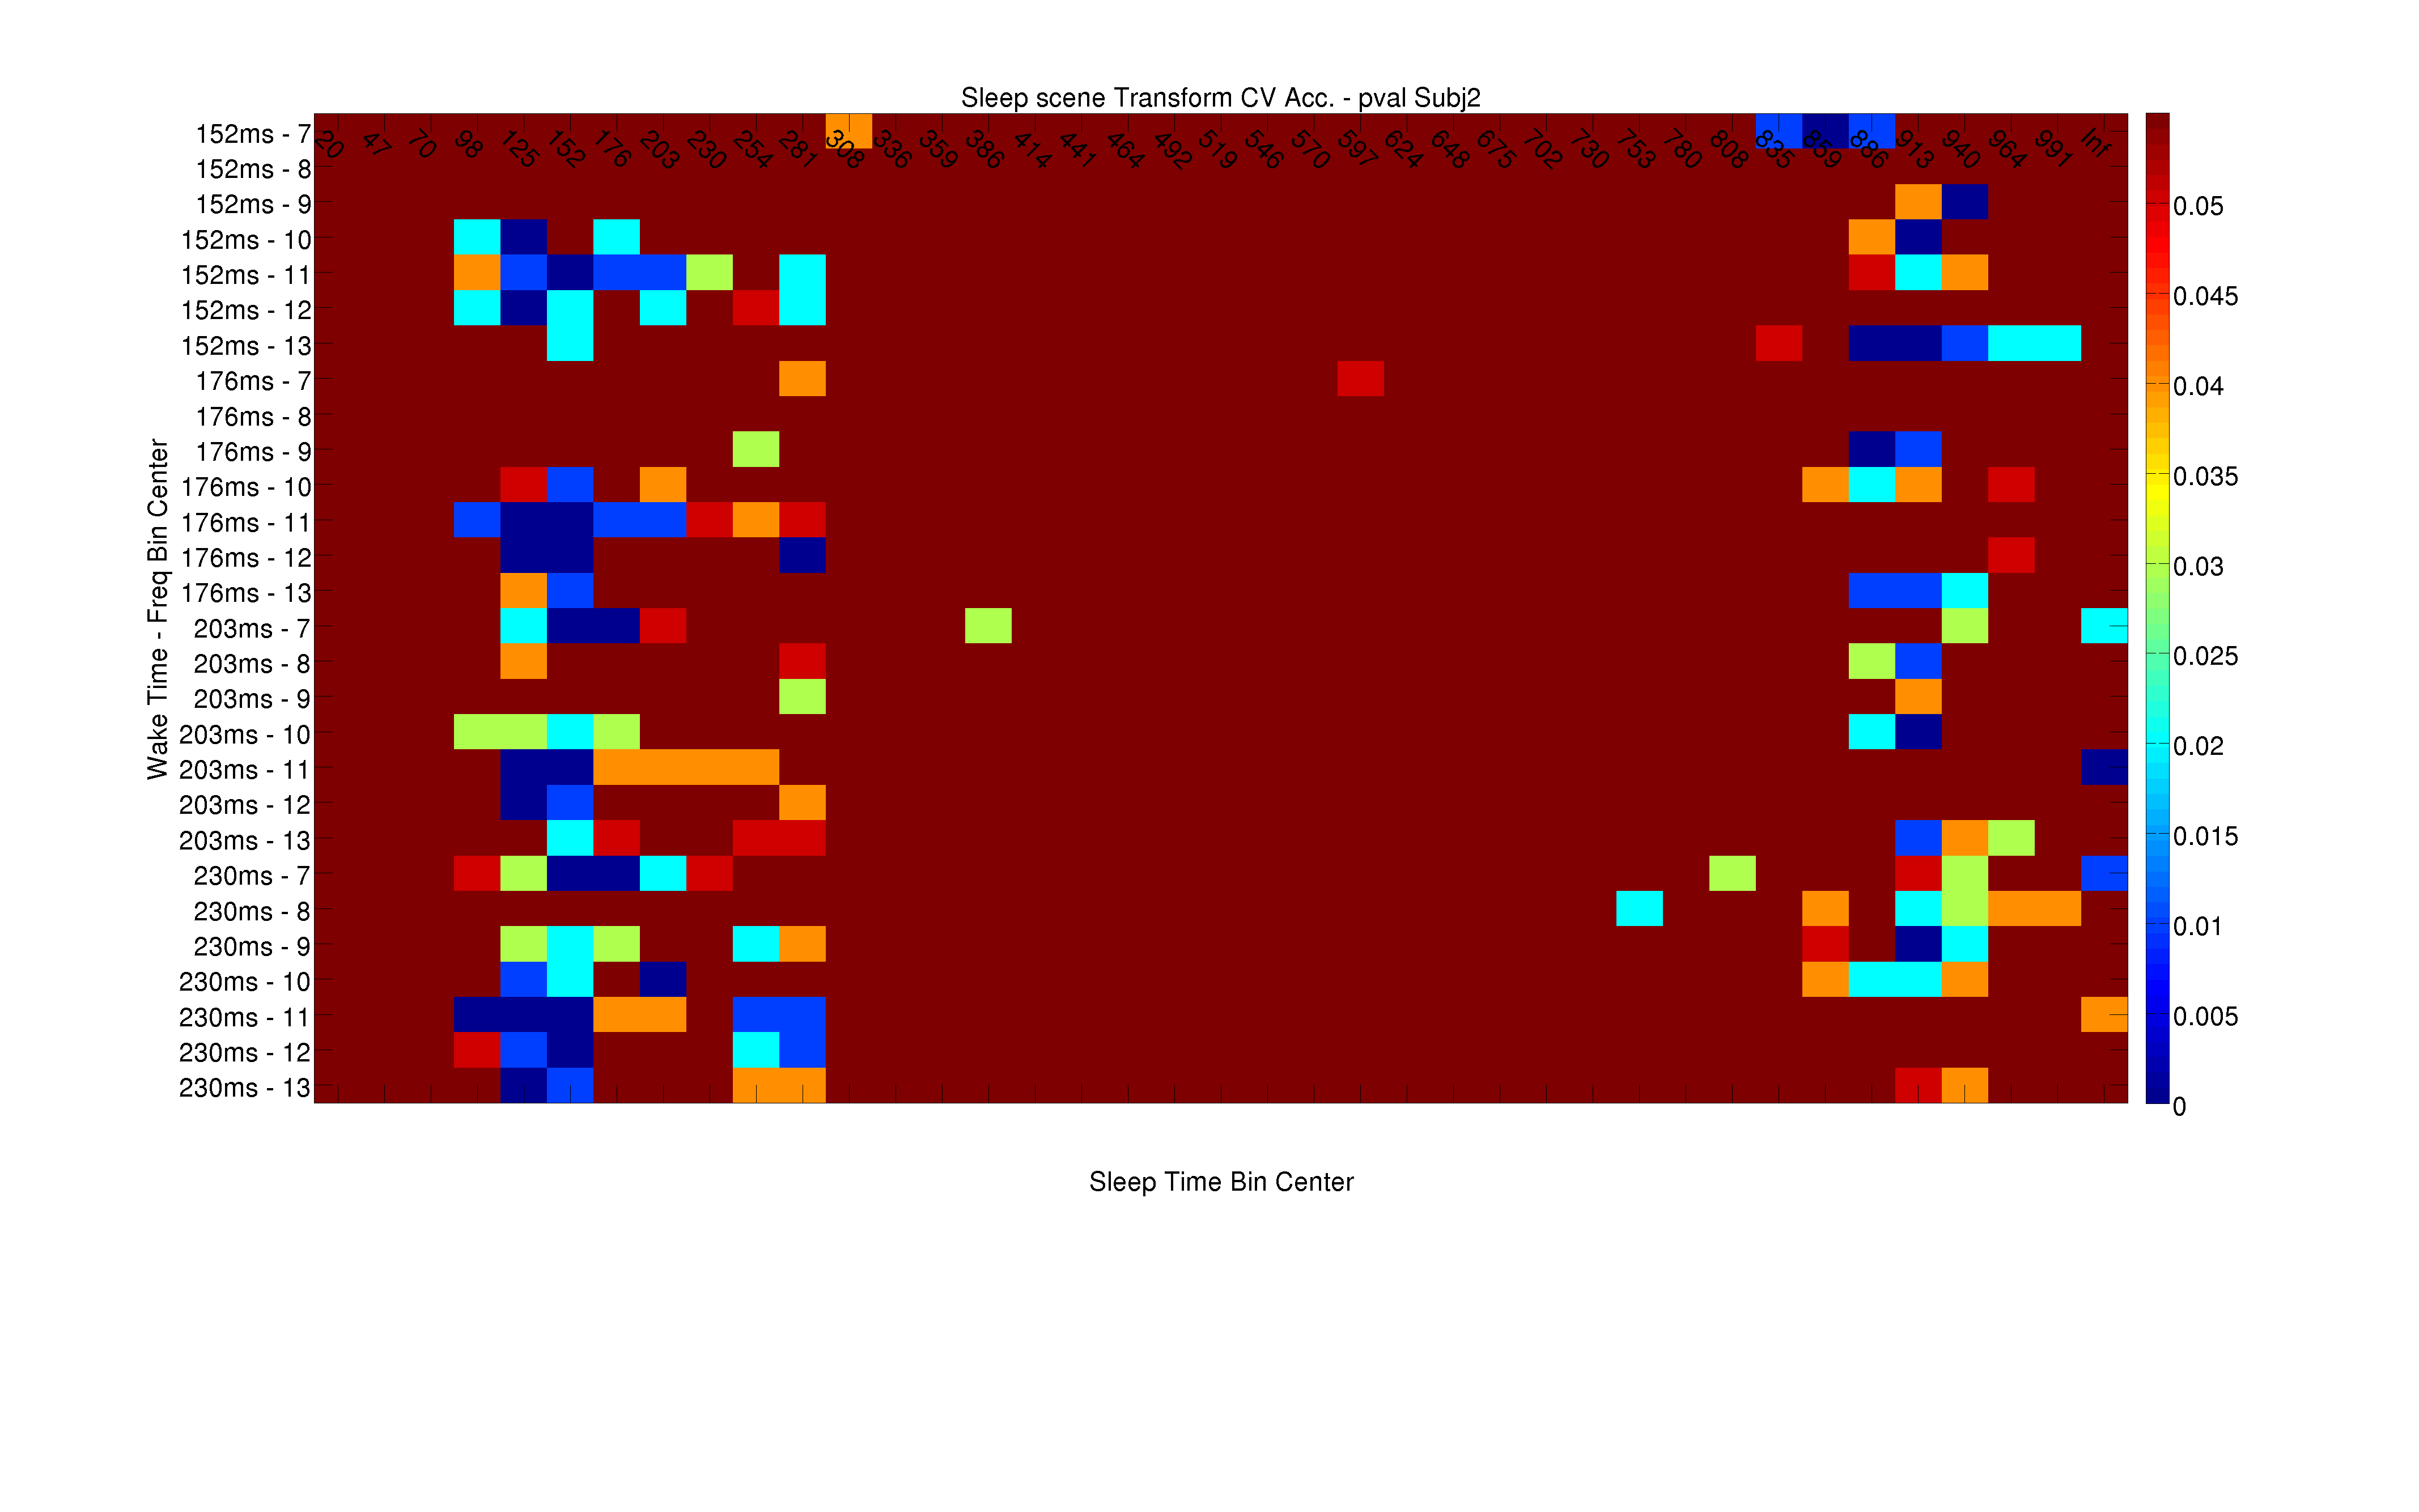 Sleep scene Transform CV Acc. - pval Subj2
Wake Time - Freq Bin Center
152ms - 7
152ms - 8
152ms - 9
152ms - 10
152ms - 11
152ms - 12
152ms - 13
176ms - 7
176ms - 8
176ms - 9
176ms - 10
176ms - 11
176ms - 12
176ms - 13
203ms - 7
203ms - 8
203ms - 9
203ms - 10
203ms - 11
203ms - 12
203ms - 13
230ms - 7
230ms - 8
230ms - 9
230ms - 10
230ms - 11
230ms - 12
230ms - 13
20 47 70 98 125 152 176 203 230 254 281 308 336 359 386 414 441 464 492 519 546 570 597 624 648 675 702 730 753 780 808 835 859 886 913 940 964 991 Inf
0.05
0.045
0.04
0.035
0.03
0.025
0.02
0.015
0.01
0.005
0
Sleep Time Bin Center